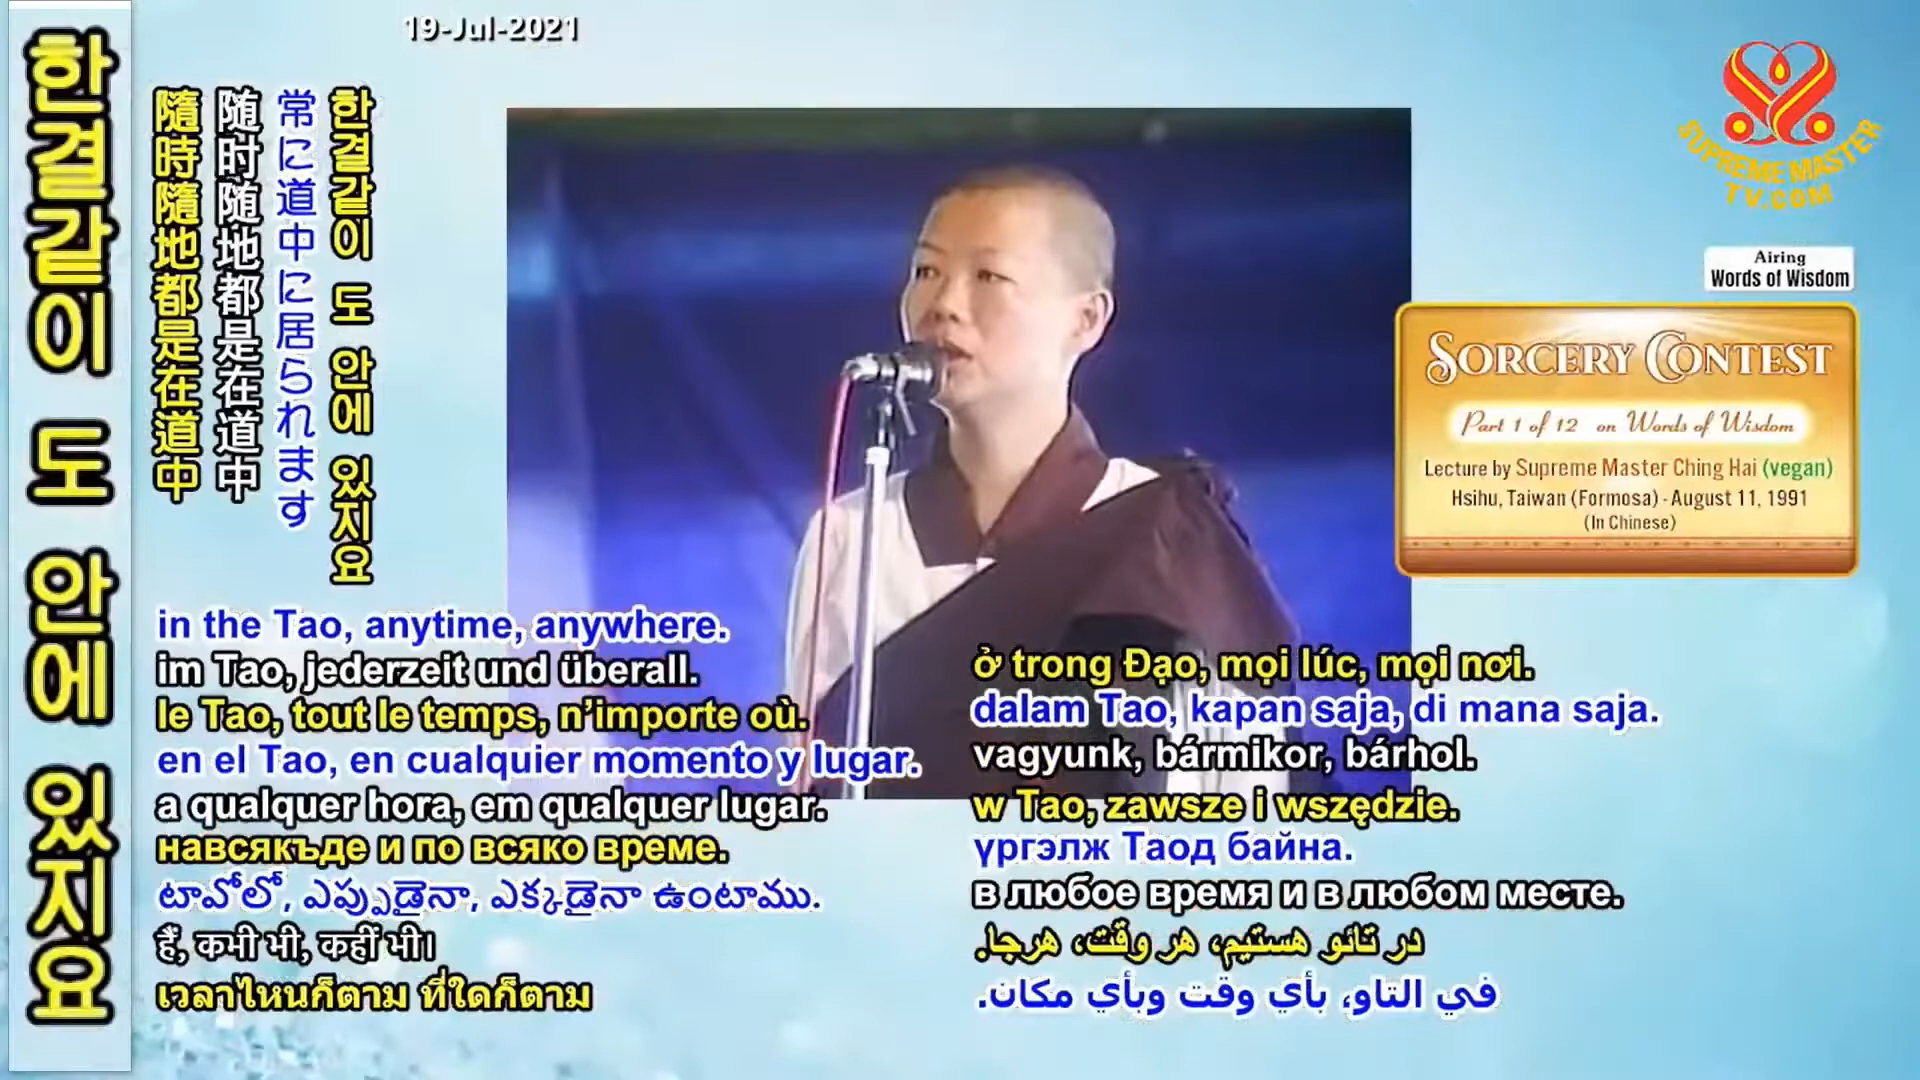 한결같이 도 안에 있지요
19-Jul-2021
한결같이 도 안에 있지요
常に道中に居られます
随时随地都是在道中
隨時隨地都是在道中
SUPREME MASTER
TV.COM
Airing
Words of Wisdom
SORCERY CONTEST
Part 1 of 12 on Words of Wisdom
Lecture by Supreme Master Ching Hai (vegan)
Hsihu, Taiwan (Formosa) - August 11, 1991
(In Chinese)
in the Tao, anytime, anywhere.
im Tao, jederzeit und überall.
le Tao, tout le temps, n’importe où.
en el Tao, en cualquier momento y lugar.
a qualquer hora, em qualquer lugar.
навсякъде и по всяко време.
టావోలో, ఎప్పుడైనా, ఎక్కడైనా ఉంటాము.
हैं, कभी भी, कहीं भी।
เวลาไหนก็ตาม ที่ใดก็ตาม
ở trong Đạo, mọi lúc, mọi nơi.
dalam Tao, kapan saja, di mana saja.
vagyunk, bármikor, bárhol.
w Tao, zawsze i wszędzie.
үргэлж Таод байна.
в любое время и в любом месте.
در تائو هستیم، هر وقت، هرجا.
في التاو، بأي وقت وبأي مكان.